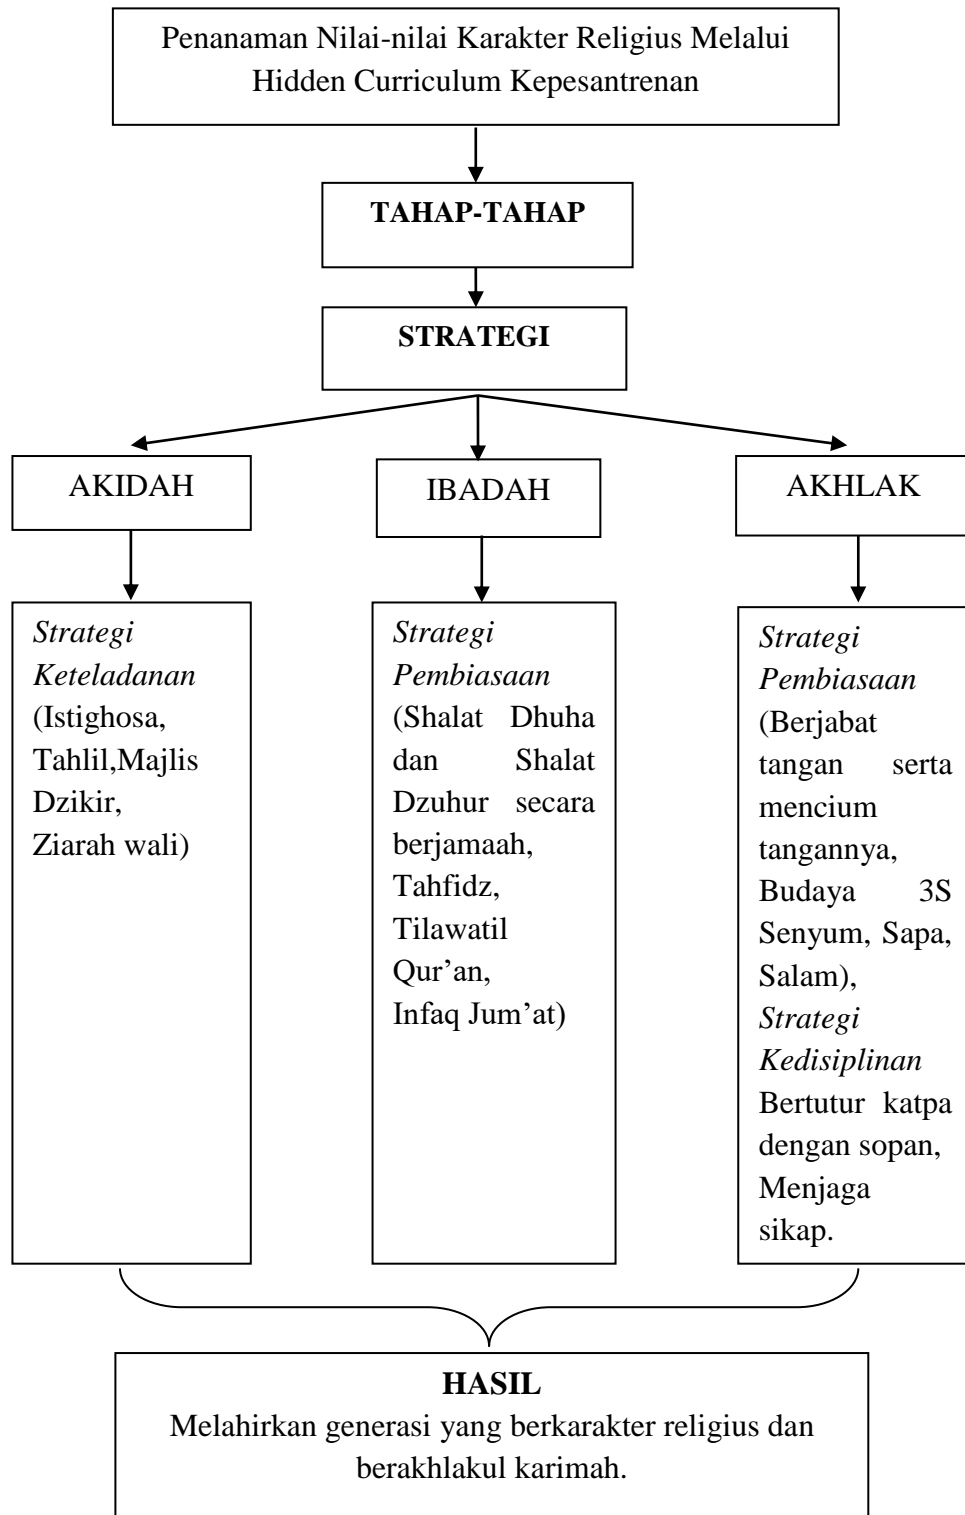 Penanaman Nilai-nilai Karakter Religius Melalui
Hidden Curriculum Kepesantrenan
TAHAP-TAHAP
STRATEGI
AKIDAH
IBADAH
AKHLAK
Strategi
Keteladanan
(Istighosa,
Tahlil,Majlis
Dzikir,
Ziarah wali)
Strategi
Pembiasaan
(Shalat Dhuha
dan Shalat
Dzuhur secara
berjamaah,
Tahfidz,
Tilawatil
Qur’an,
Infaq Jum’at)
Strategi
Pembiasaan
(Berjabat
tangan serta
mencium
tangannya,
Budaya 3S
Senyum, Sapa,
Salam),
Strategi
Kedisiplinan
Bertutur katpa
dengan sopan,
Menjaga
sikap.
HASIL
Melahirkan generasi yang berkarakter religius dan
berakhlakul karimah.